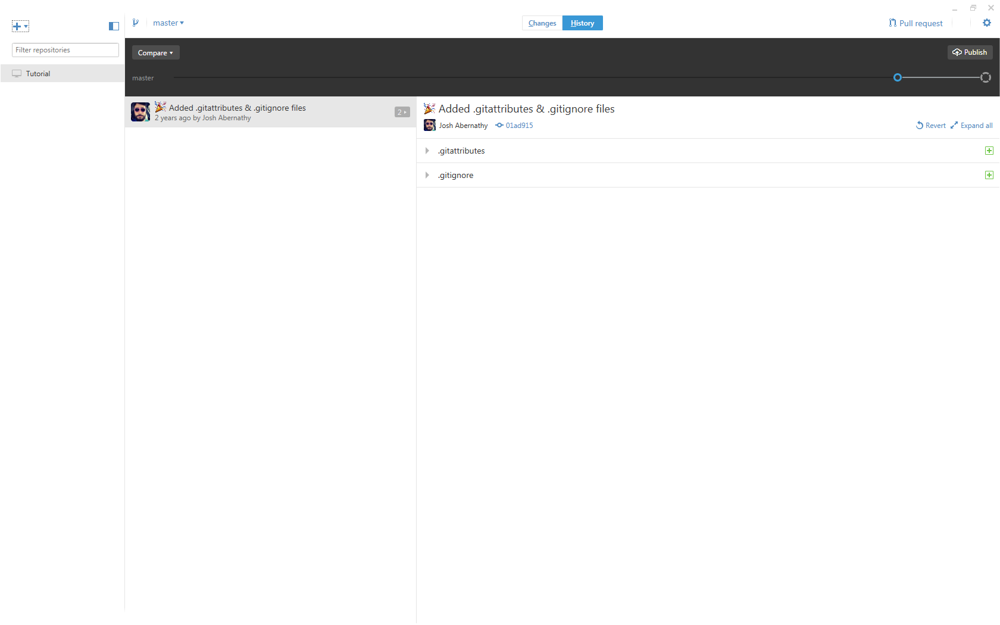 master
Changes
History
Pull request
Filter repositories
Tutorial
Compare
Publish
master
Added .gitattributes & .gitignore files
2 years ago by Josh Abernathy
2
Added .gitattributes & .gitignore files
Josh Abernathy
01ad915
Revert
Expand all
.gitattributes
.gitignore